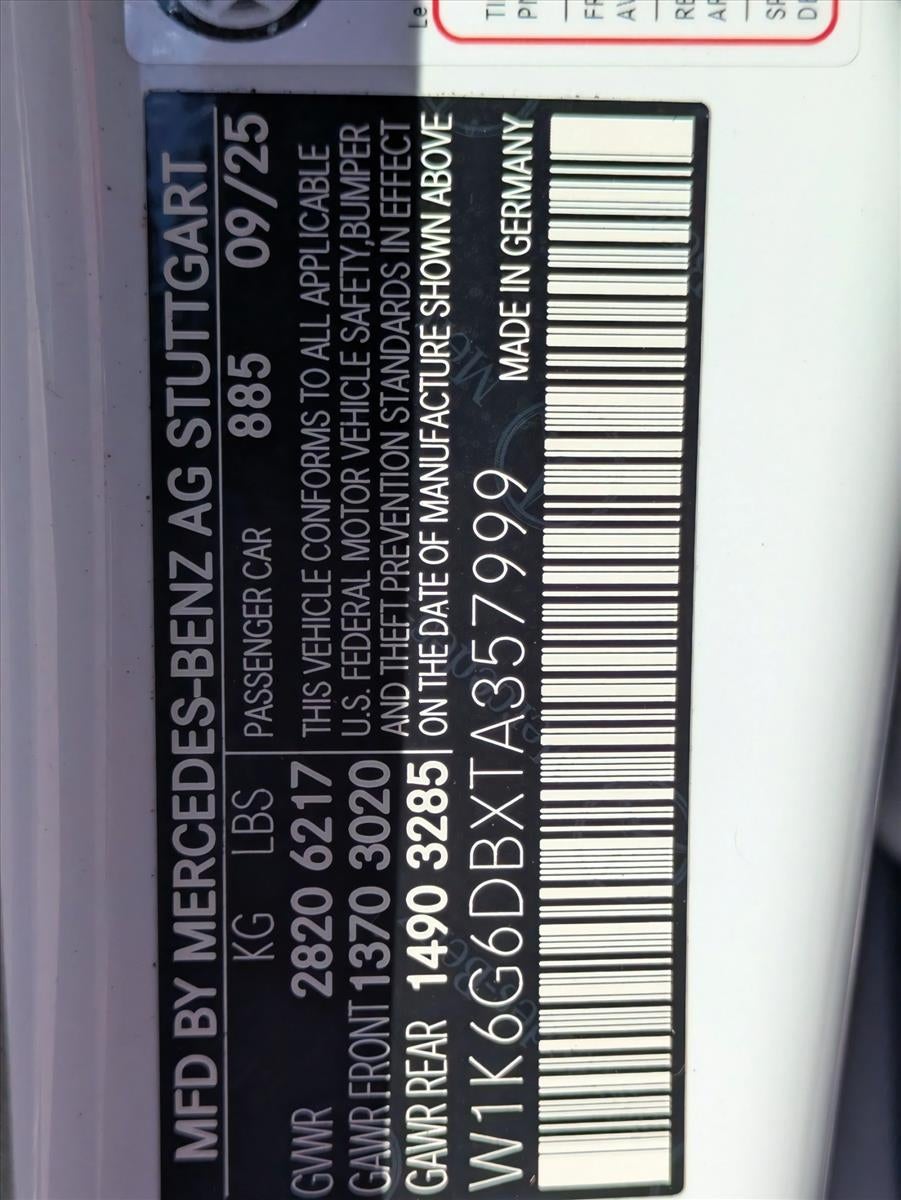 MFD BY MERCEDES-BENZ AG STUTTGART
KG LBS PASSENGER CAR 885 09/25
GVWR 2820 6217 THIS VEHICLE CONFORMS TO ALL APPLICABLE
GAWR FRONT 1370 3020 U.S. FEDERAL MOTOR VEHICLE SAFETY,BUMPER
AND THEFT PREVENTION STANDARDS IN EFFECT
GAWR REAR 1490 3285 ON THE DATE OF MANUFACTURE SHOWN ABOVE
W1K6G6DBXTA357999 MADE IN GERMANY